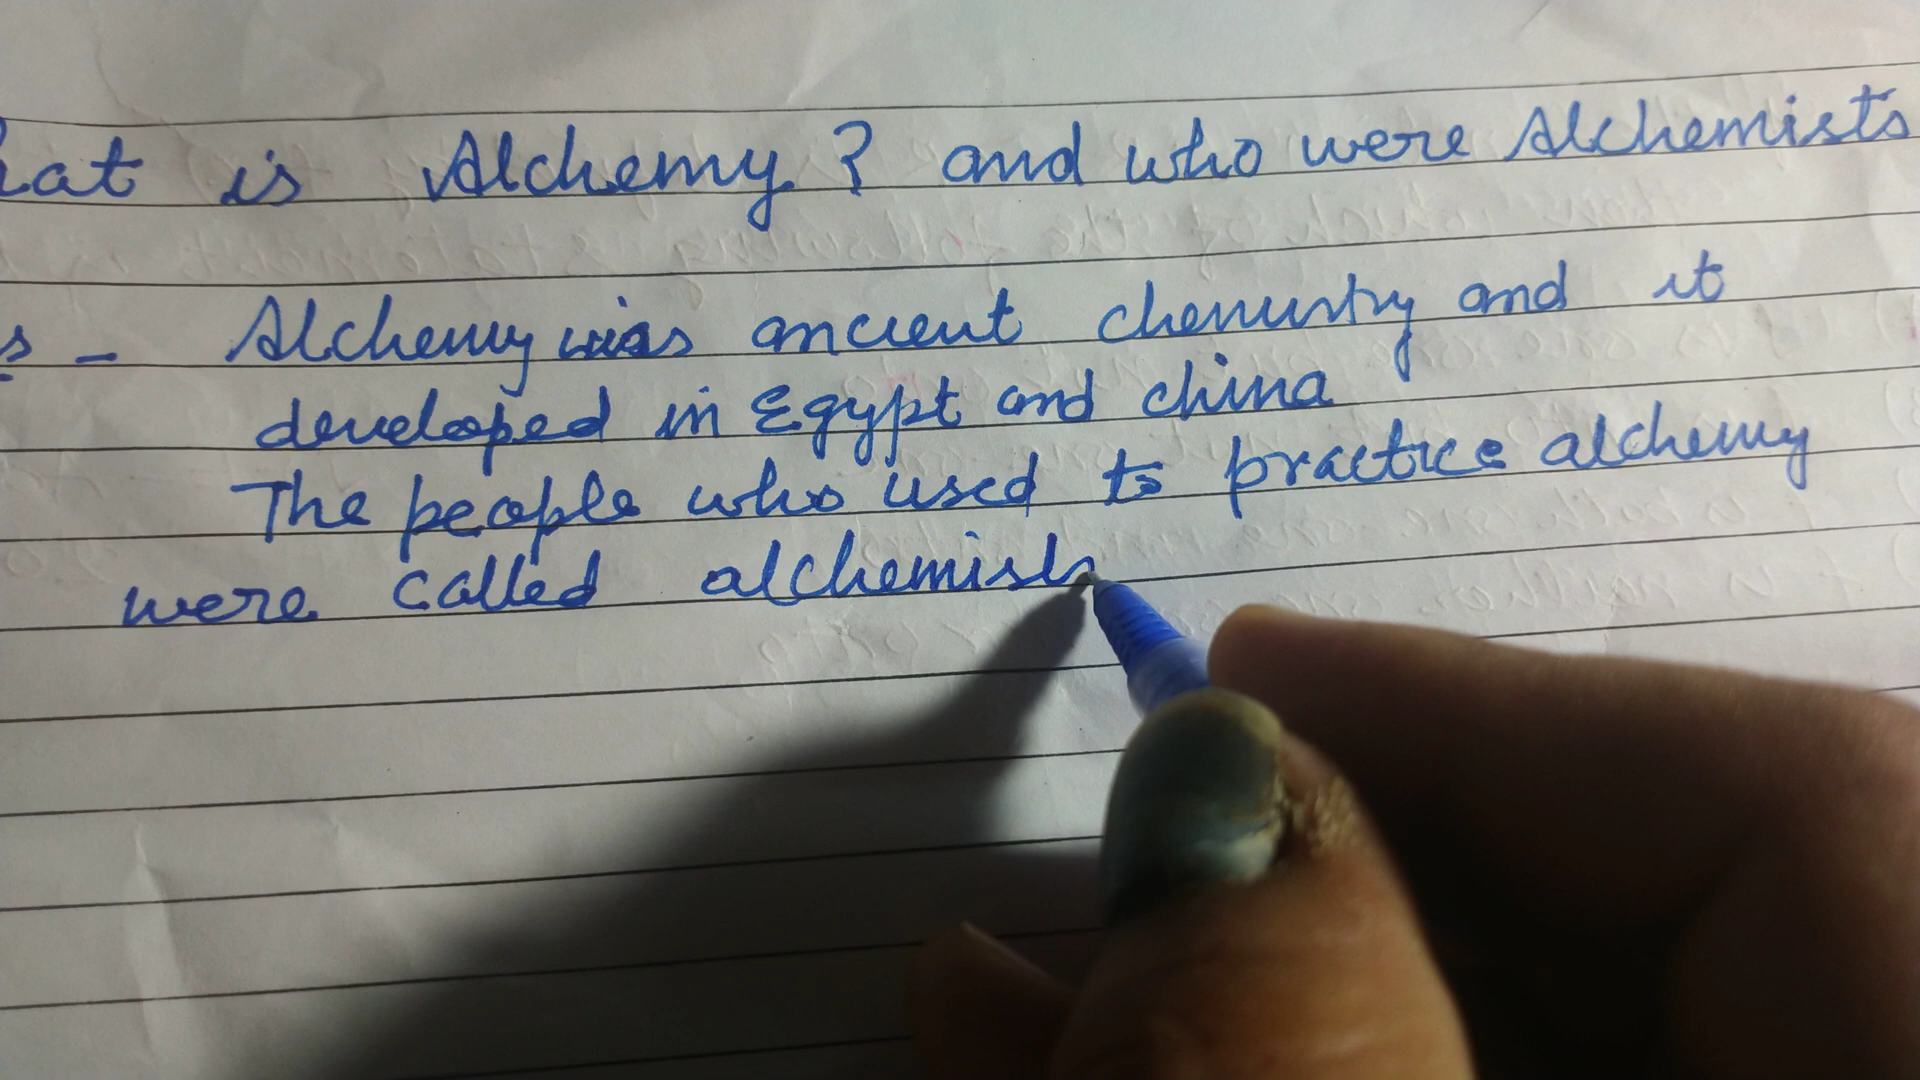 hat is Alchemy? and who were Alchemists
s - Alchemy was ancient chemistry and it
developed in Egypt and china
The people who used to practice alchemy
were called alchemists